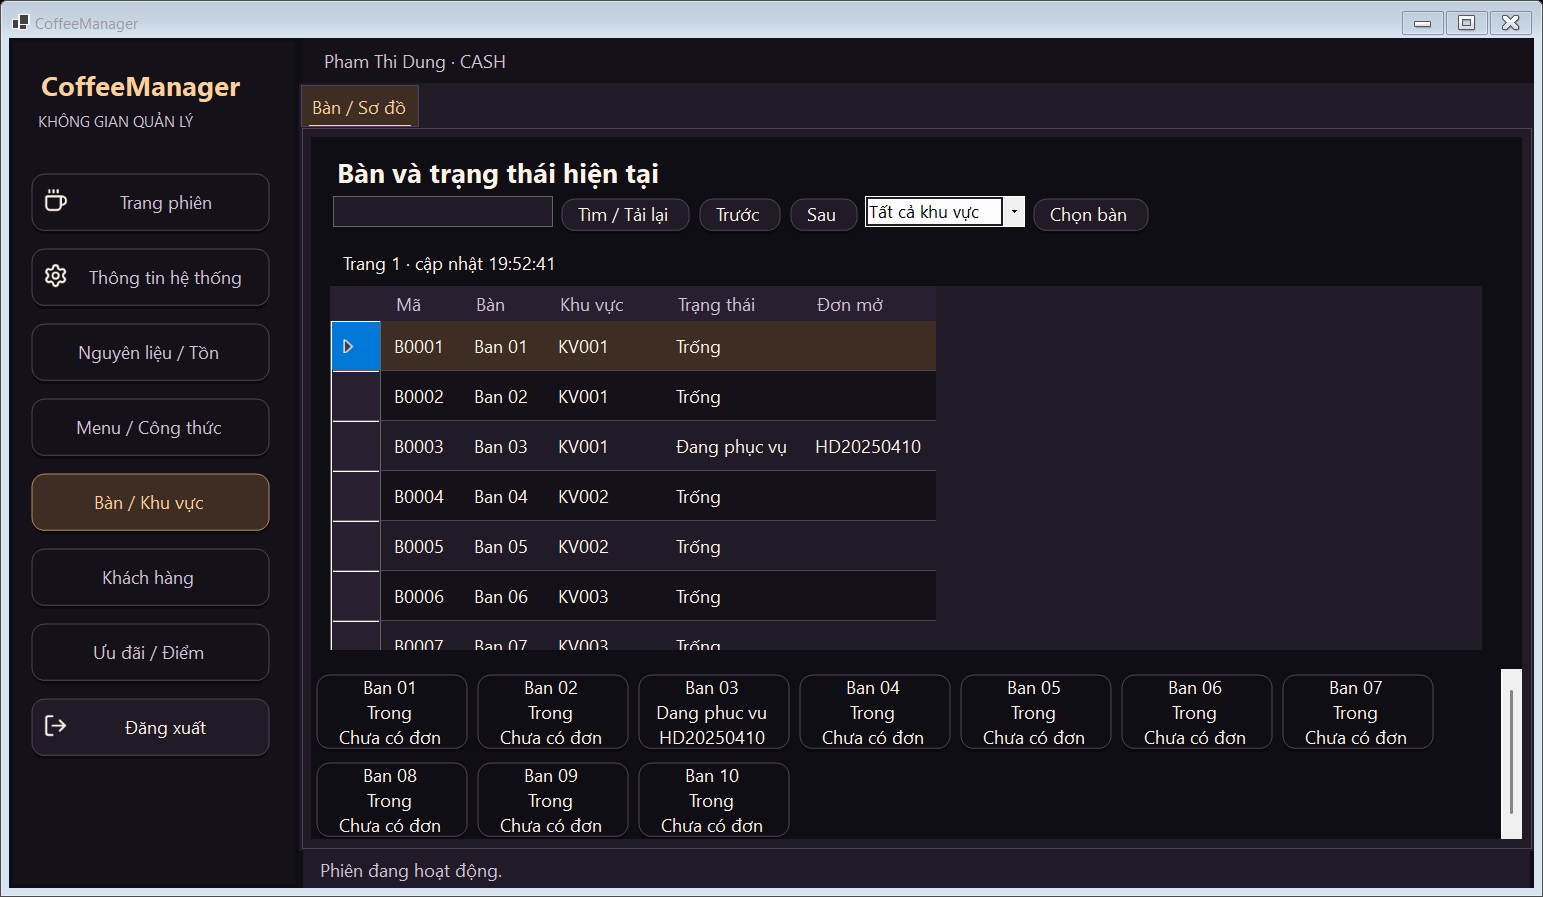 CoffeeManager
CoffeeManager
KHÔNG GIAN QUẢN LÝ
Trang phiên
Thông tin hệ thống
Nguyên liệu / Tồn
Menu / Công thức
Bàn / Khu vực
Khách hàng
Ưu đãi / Điểm
Đăng xuất
Pham Thi Dung · CASH
Bàn / Sơ đồ
Bàn và trạng thái hiện tại
Tìm / Tải lại Trước Sau Tất cả khu vực Chọn bàn
Trang 1 · cập nhật 19:52:41
Mã Bàn Khu vực Trạng thái Đơn mở
B0001 Ban 01 KV001 Trống
B0002 Ban 02 KV001 Trống
B0003 Ban 03 KV001 Đang phục vụ HD20250410
B0004 Ban 04 KV002 Trống
B0005 Ban 05 KV002 Trống
B0006 Ban 06 KV003 Trống
B0007 Ban 07 KV003 Trống
Ban 01 Ban 02 Ban 03 Ban 04 Ban 05 Ban 06 Ban 07
Trong Trong Dang phuc vu Trong Trong Trong Trong
Chưa có đơn Chưa có đơn HD20250410 Chưa có đơn Chưa có đơn Chưa có đơn Chưa có đơn
Ban 08 Ban 09 Ban 10
Trong Trong Trong
Chưa có đơn Chưa có đơn Chưa có đơn
Phiên đang hoạt động.